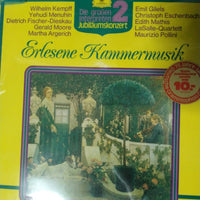 Wilhelm Kempff
Yehudi Menuhin
Dietrich Fischer-Dieskau
Gerald Moore
Martha Argerich
Die großen
Interpreten
Jubiläumskonzert
2
Emil Gilels
Christoph Eschenbach
Edith Mathis
LaSalle-Quartett
Maurizio Pollini
Erlesene Kammermusik
10.-